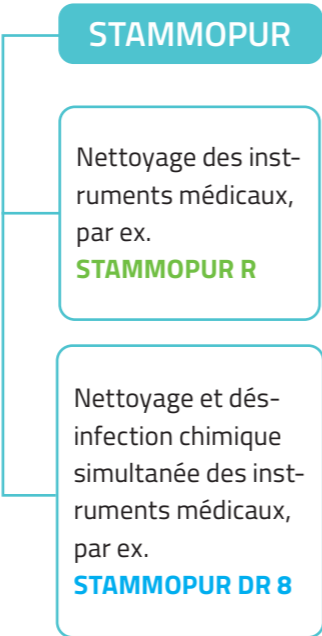 STAMMOPUR
Nettoyage des inst-
ruments médicaux,
par ex.
STAMMOPUR R
Nettoyage et dés-
infection chimique
simultanée des inst-
ruments médicaux,
par ex.
STAMMOPUR DR 8